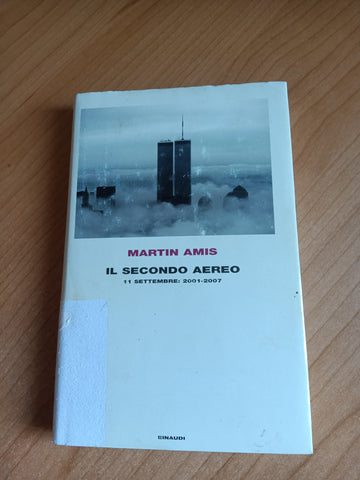 MARTIN AMIS
IL SECONDO AEREO
11 SETTEMBRE: 2001-2007
EINAUDI